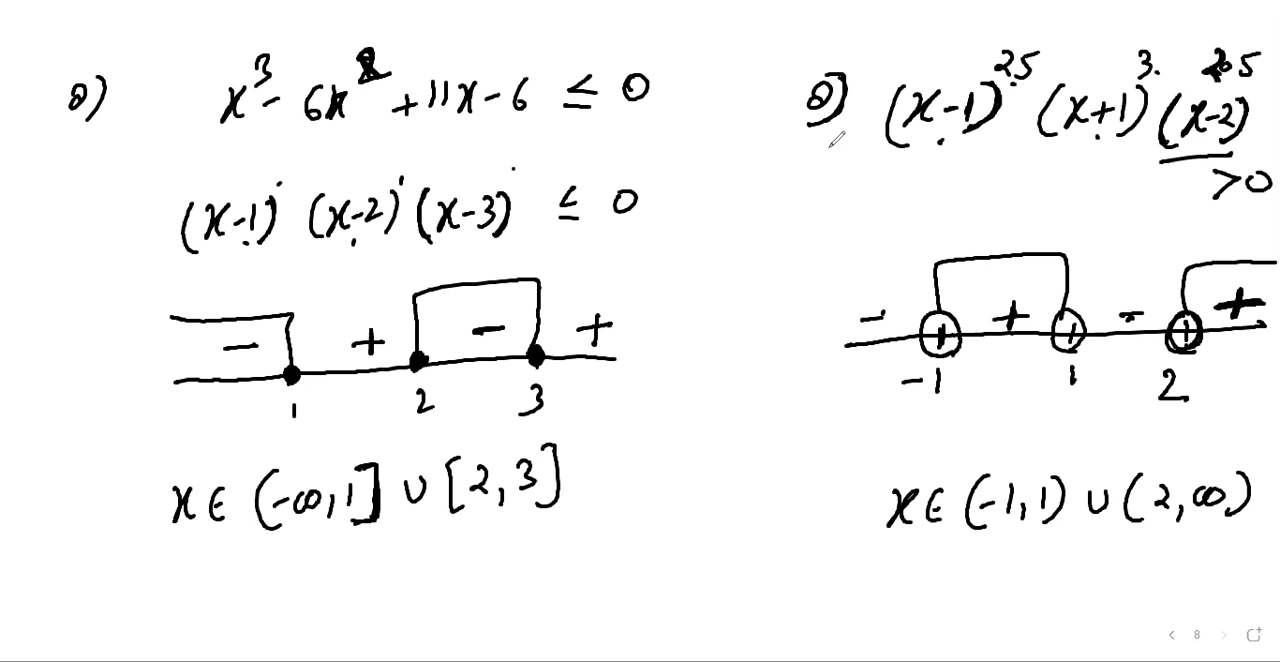 Q) x³ - 6x² + 11x - 6 ≤ 0
(x-1) (x-2) (x-3) ≤ 0
- + - +
1 2 3
x ∈ (-∞, 1] ∪ [2, 3]
Q) (x-1)²⁵ (x+1)³ (x-2)
> 0
- + - +
-1 1 2
x ∈ (-1, 1) ∪ (2, ∞)
8